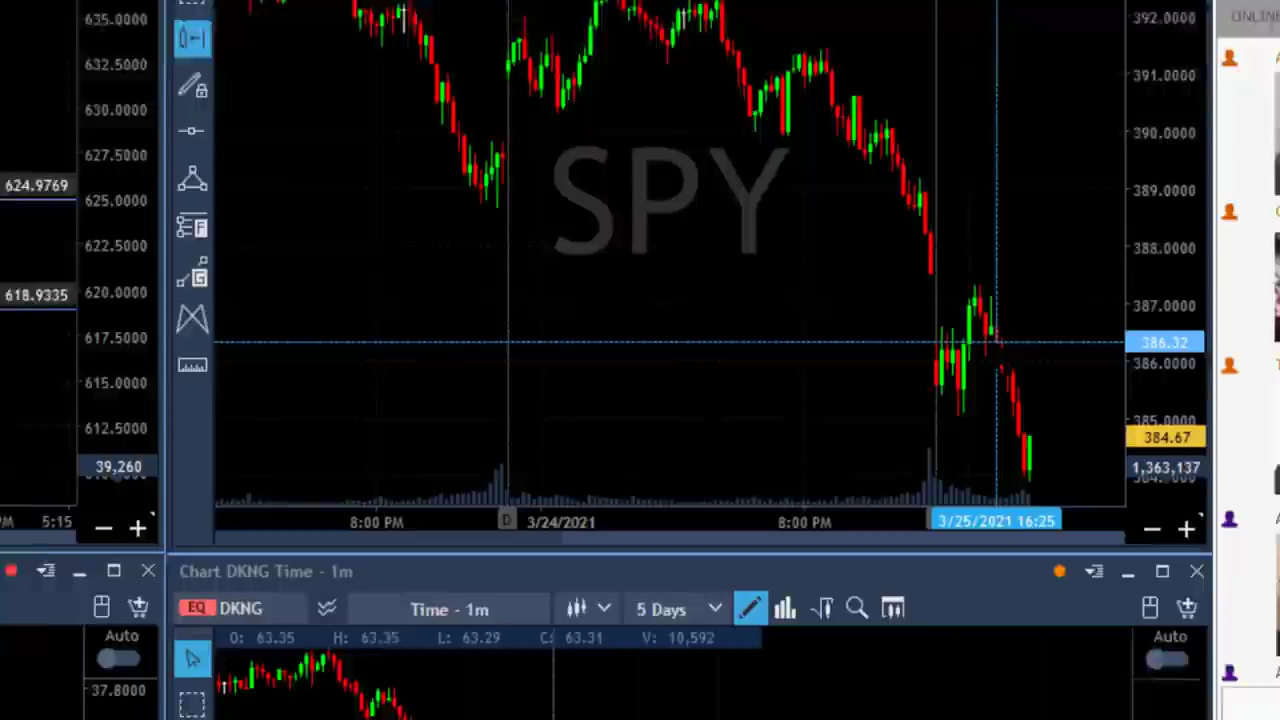 635.0000
632.5000
630.0000
627.5000
624.9769
625.0000
622.5000
620.0000
618.9335
617.5000
615.0000
612.5000
39,260
5:15
392.0000
391.0000
390.0000
389.0000
388.0000
387.0000
386.32
386.0000
385.0000
384.67
1,363,137
SPY
F
G
8:00 PM
D
3/24/2021
8:00 PM
3/25/2021 16:25
ONLINE
Chart DKNG Time - 1m
EQ DKNG
Time - 1m
5 Days
O: 63.35 H: 63.35 L: 63.29 C: 63.31 V: 10,592
Auto
37.8000
Auto